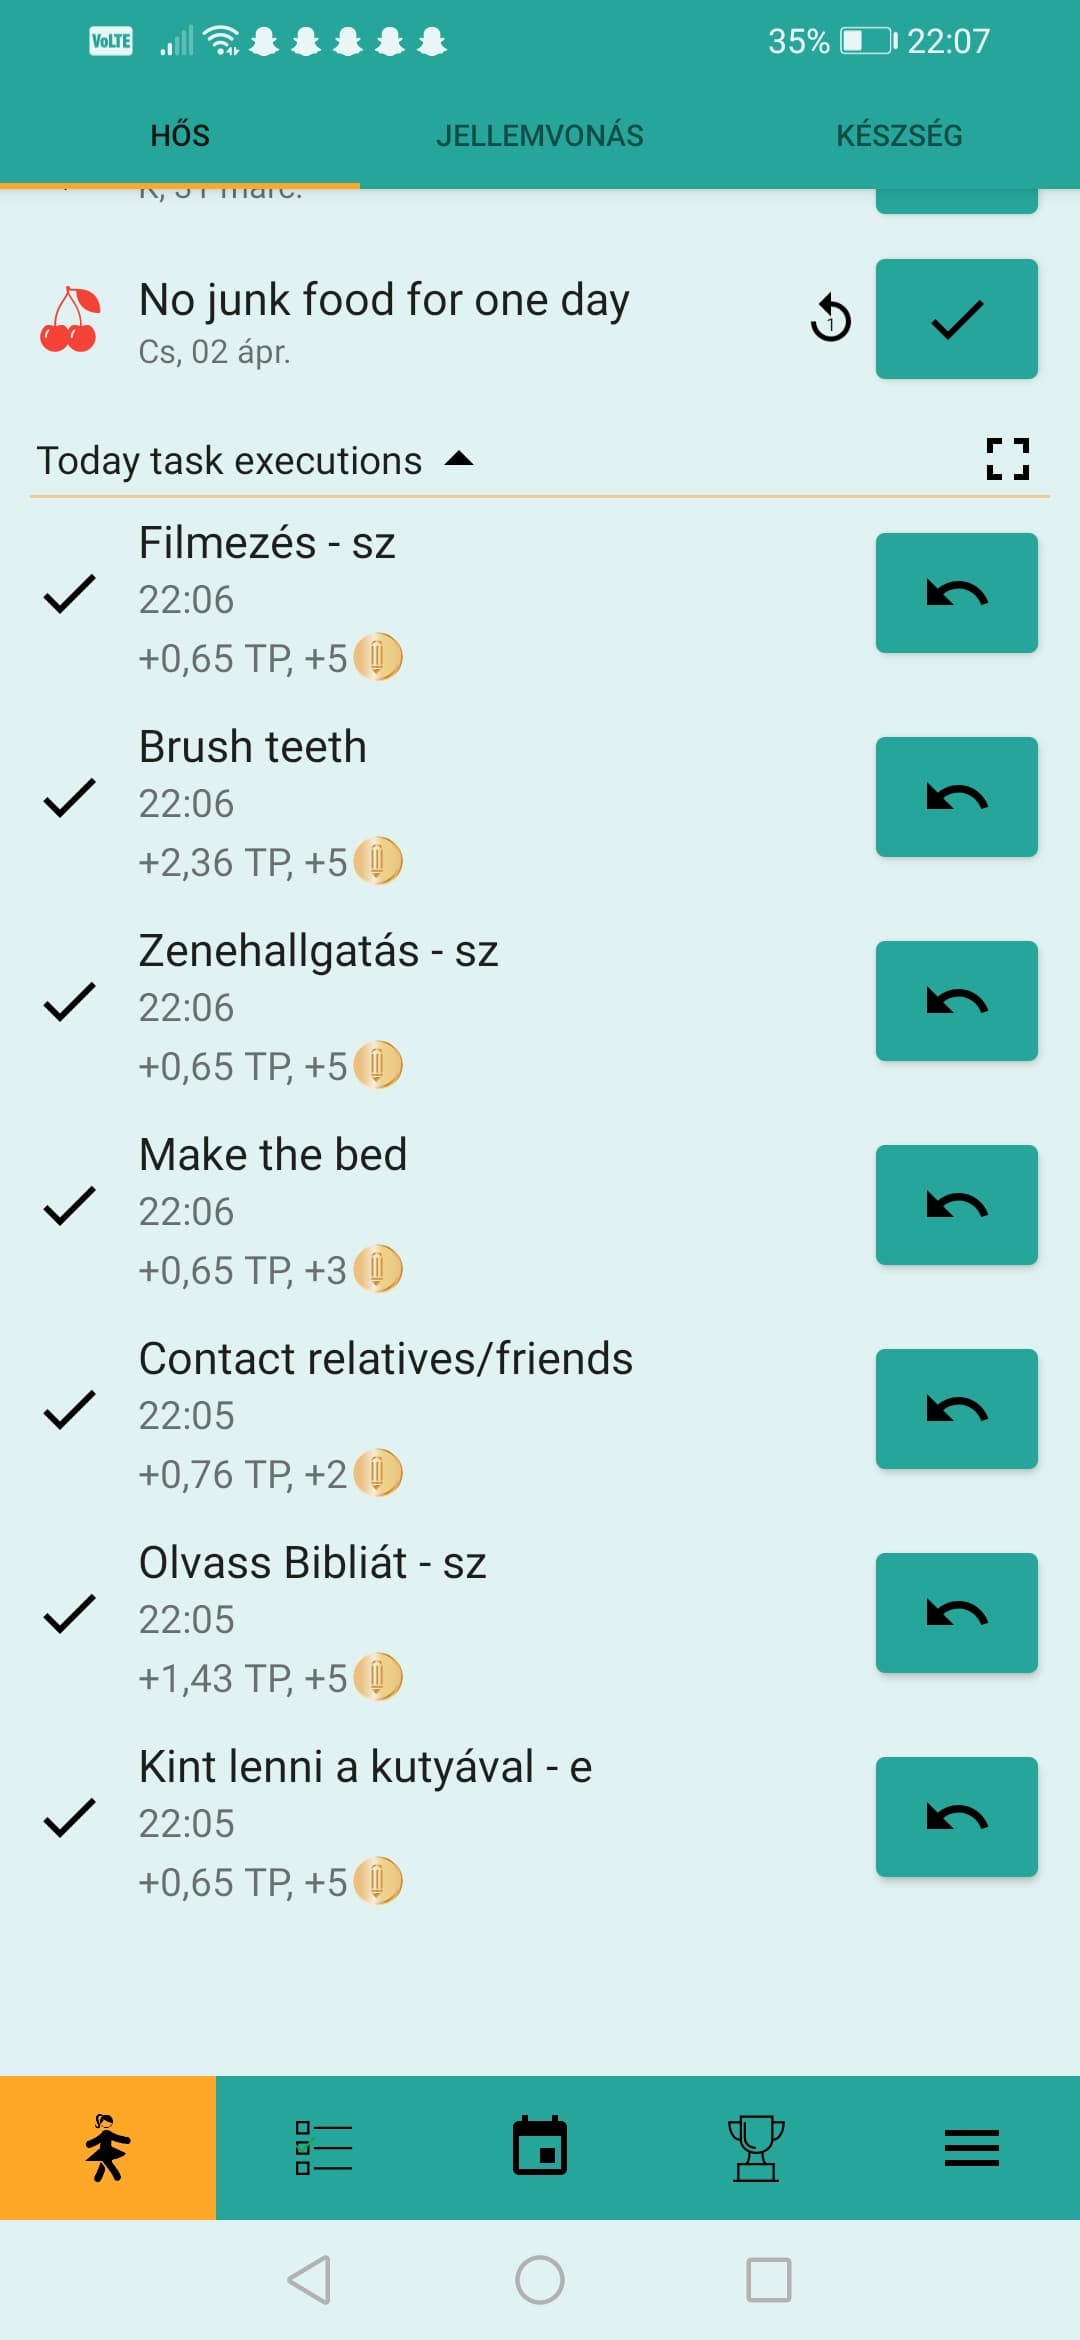 VoLTE 35% 22:07
HŐS JELLEMVONÁS KÉSZSÉG
K, 31 márc.
No junk food for one day
1
Cs, 02 ápr.
Today task executions
Filmezés - sz
22:06
+0,65 TP, +5
Brush teeth
22:06
+2,36 TP, +5
Zenehallgatás - sz
22:06
+0,65 TP, +5
Make the bed
22:06
+0,65 TP, +3
Contact relatives/friends
22:05
+0,76 TP, +2
Olvass Bibliát - sz
22:05
+1,43 TP, +5
Kint lenni a kutyával - e
22:05
+0,65 TP, +5